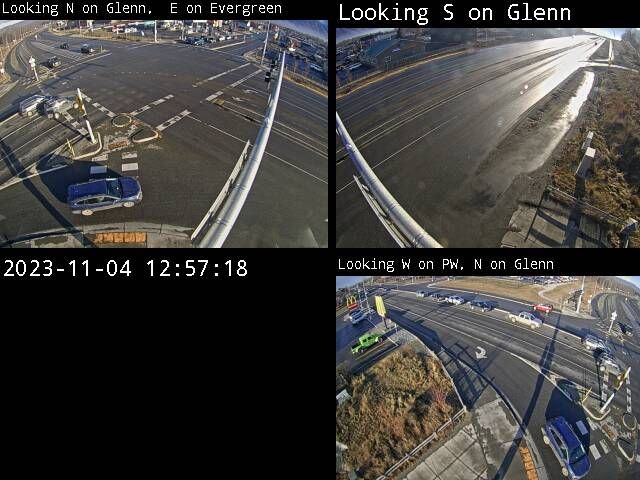 Looking N on Glenn, E on Evergreen
Looking S on Glenn
2023-11-04 12:57:18
Looking W on PW, N on Glenn